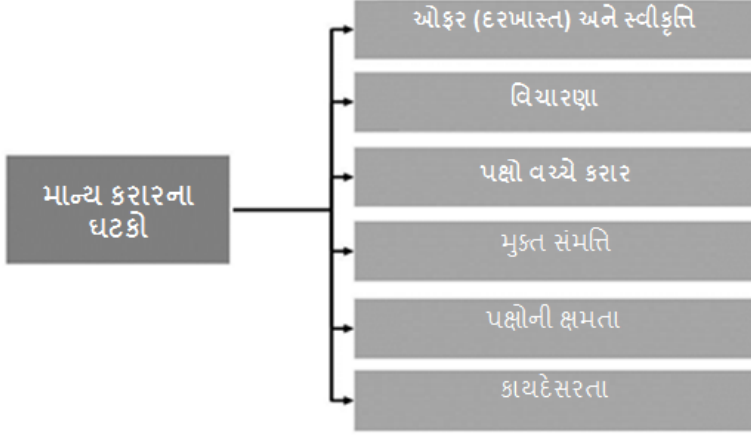 માન્ય કરારના
ઘટકો
ઓફર (દરખાસ્ત) અને સ્વીકૃત્તિ
વિચારણા
પક્ષો વચ્ચે કરાર
મુક્ત સંમત્તિ
પક્ષોની ક્ષમતા
કાયદેસરતા